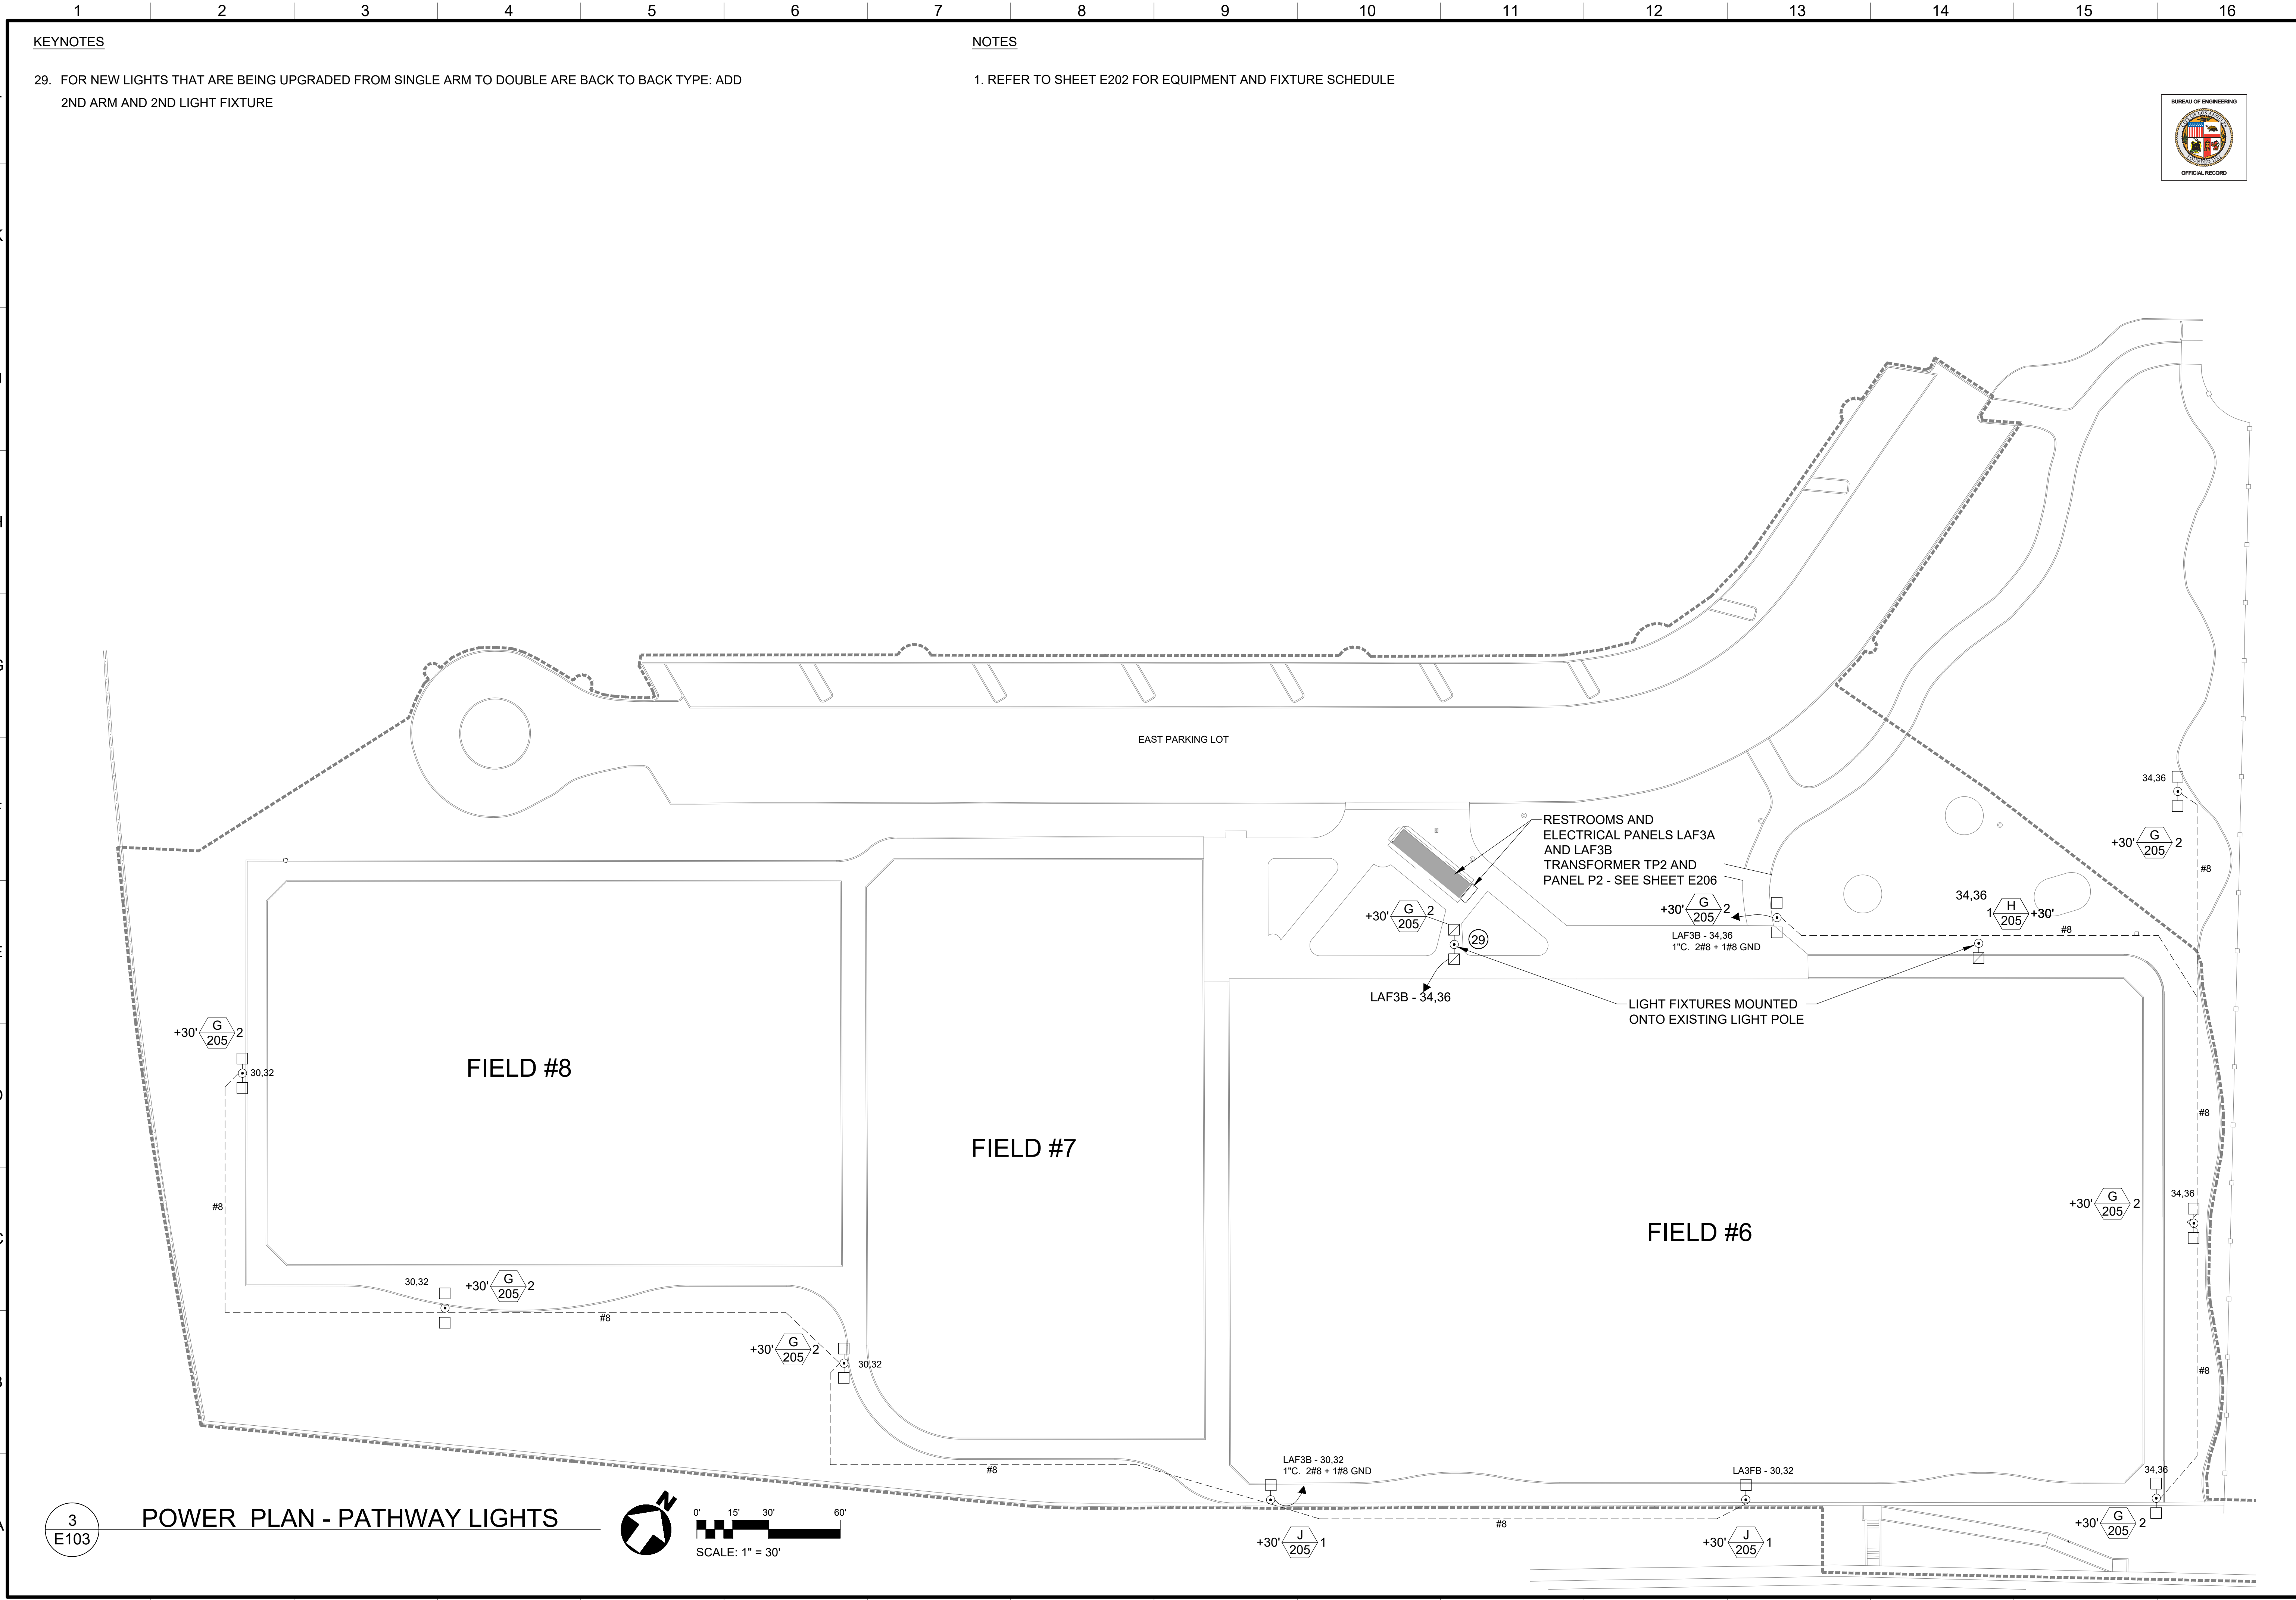 1 2 3 4 5 6 7 8 9 10 11 12 13 14 15 16
KEYNOTES
29. FOR NEW LIGHTS THAT ARE BEING UPGRADED FROM SINGLE ARM TO DOUBLE ARE BACK TO BACK TYPE: ADD
2ND ARM AND 2ND LIGHT FIXTURE
NOTES
1. REFER TO SHEET E202 FOR EQUIPMENT AND FIXTURE SCHEDULE
BUREAU OF ENGINEERING
CITY OF LOS ANGELES
FOUNDED 1781
OFFICIAL RECORD
EAST PARKING LOT
RESTROOMS AND
ELECTRICAL PANELS LAF3A
AND LAF3B
TRANSFORMER TP2 AND
PANEL P2 - SEE SHEET E206
34,36
+30' G 2
205
#8
+30' G 2
205
29
LAF3B - 34,36
+30' G 2
205
LAF3B - 34,36
1"C. 2#8 + 1#8 GND
34,36
1 H +30'
205
#8
LIGHT FIXTURES MOUNTED
ONTO EXISTING LIGHT POLE
+30' G 2
205
30,32
FIELD #8
FIELD #7
FIELD #6
#8
#8
34,36
+30' G 2
205
30,32
+30' G 2
205
#8
+30' G 2
205
30,32
#8
#8
LAF3B - 30,32
1"C. 2#8 + 1#8 GND
LA3FB - 30,32
34,36
+30' J 1
205
#8
+30' J 1
205
+30' G 2
205
3
E103
POWER PLAN - PATHWAY LIGHTS
N
0' 15' 30' 60'
SCALE: 1" = 30'